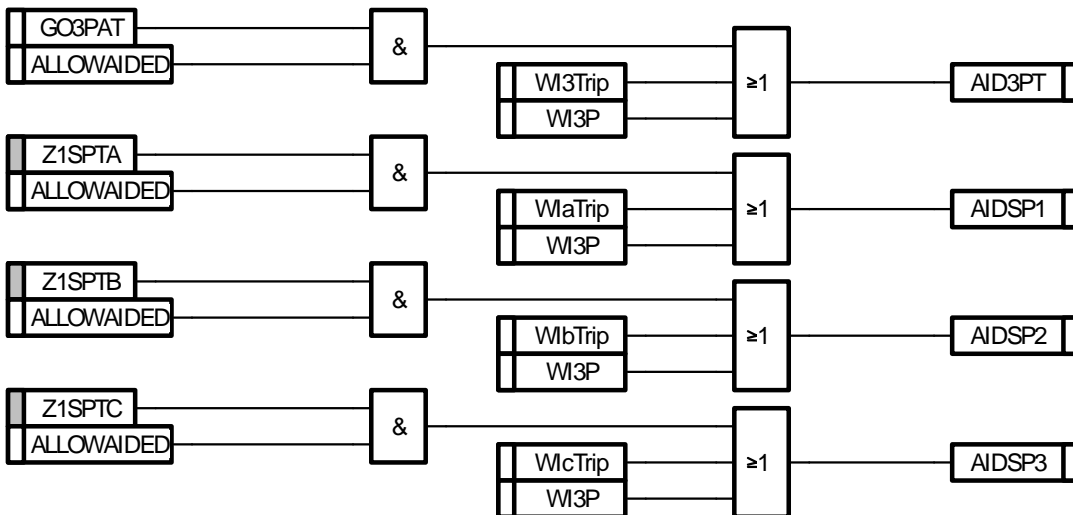 GO3PAT
ALLOWAIDED
&
WI3Trip
WI3P
≥1
AID3PT
Z1SPTA
ALLOWAIDED
&
WIaTrip
WI3P
≥1
AIDSP1
Z1SPTB
ALLOWAIDED
&
WIbTrip
WI3P
≥1
AIDSP2
Z1SPTC
ALLOWAIDED
&
WIcTrip
WI3P
≥1
AIDSP3